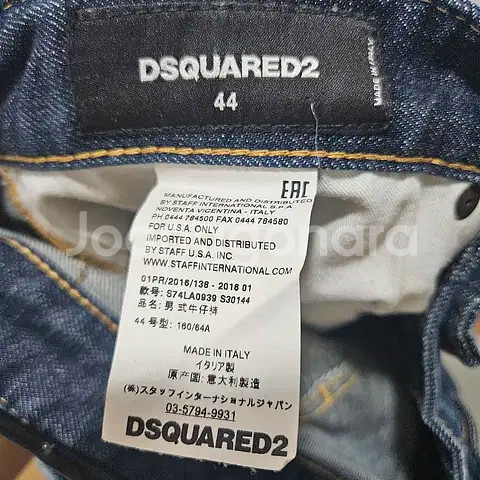 DSQUARED2
44
MADE IN ITALY
EAC
MANUFACTURED AND DISTRIBUTED
BY STAFF INTERNATIONAL S.P.A
NOVENTA VICENTINA - ITALY
PH 0444 784500 FAX 0444 784580
FOR U.S.A. ONLY
IMPORTED AND DISTRIBUTED
BY STAFF U.S.A. INC.
WWW.STAFFINTERNATIONAL.COM
01PR/2016/138 - 2016 01
款号: S74LA0939 S30144
品名: 男 式牛仔裤
44 号型: 160/64A
MADE IN ITALY
イタリア製
原产国: 意大利製造
(株)スタッフインターナショナルジャパン
03-5794-9931
DSQUARED2